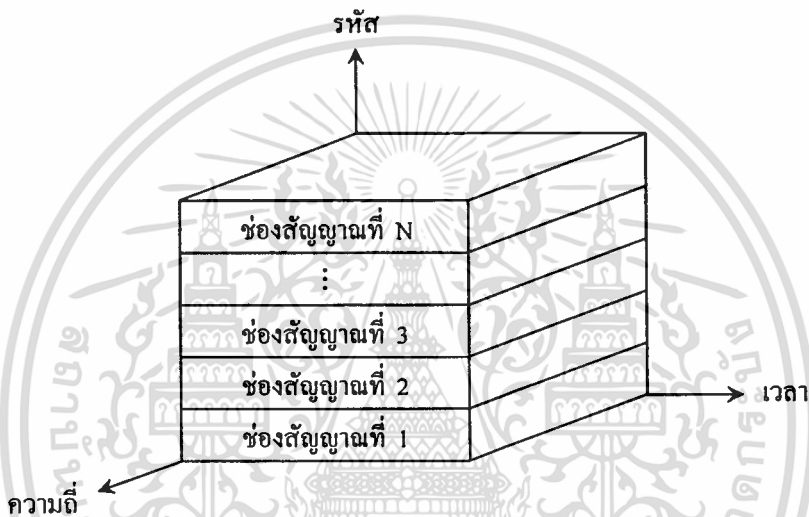 รหัส
ช่องสัญญาณที่ N
⋮
ช่องสัญญาณที่ 3
ช่องสัญญาณที่ 2
ช่องสัญญาณที่ 1
เวลา
ความถี่